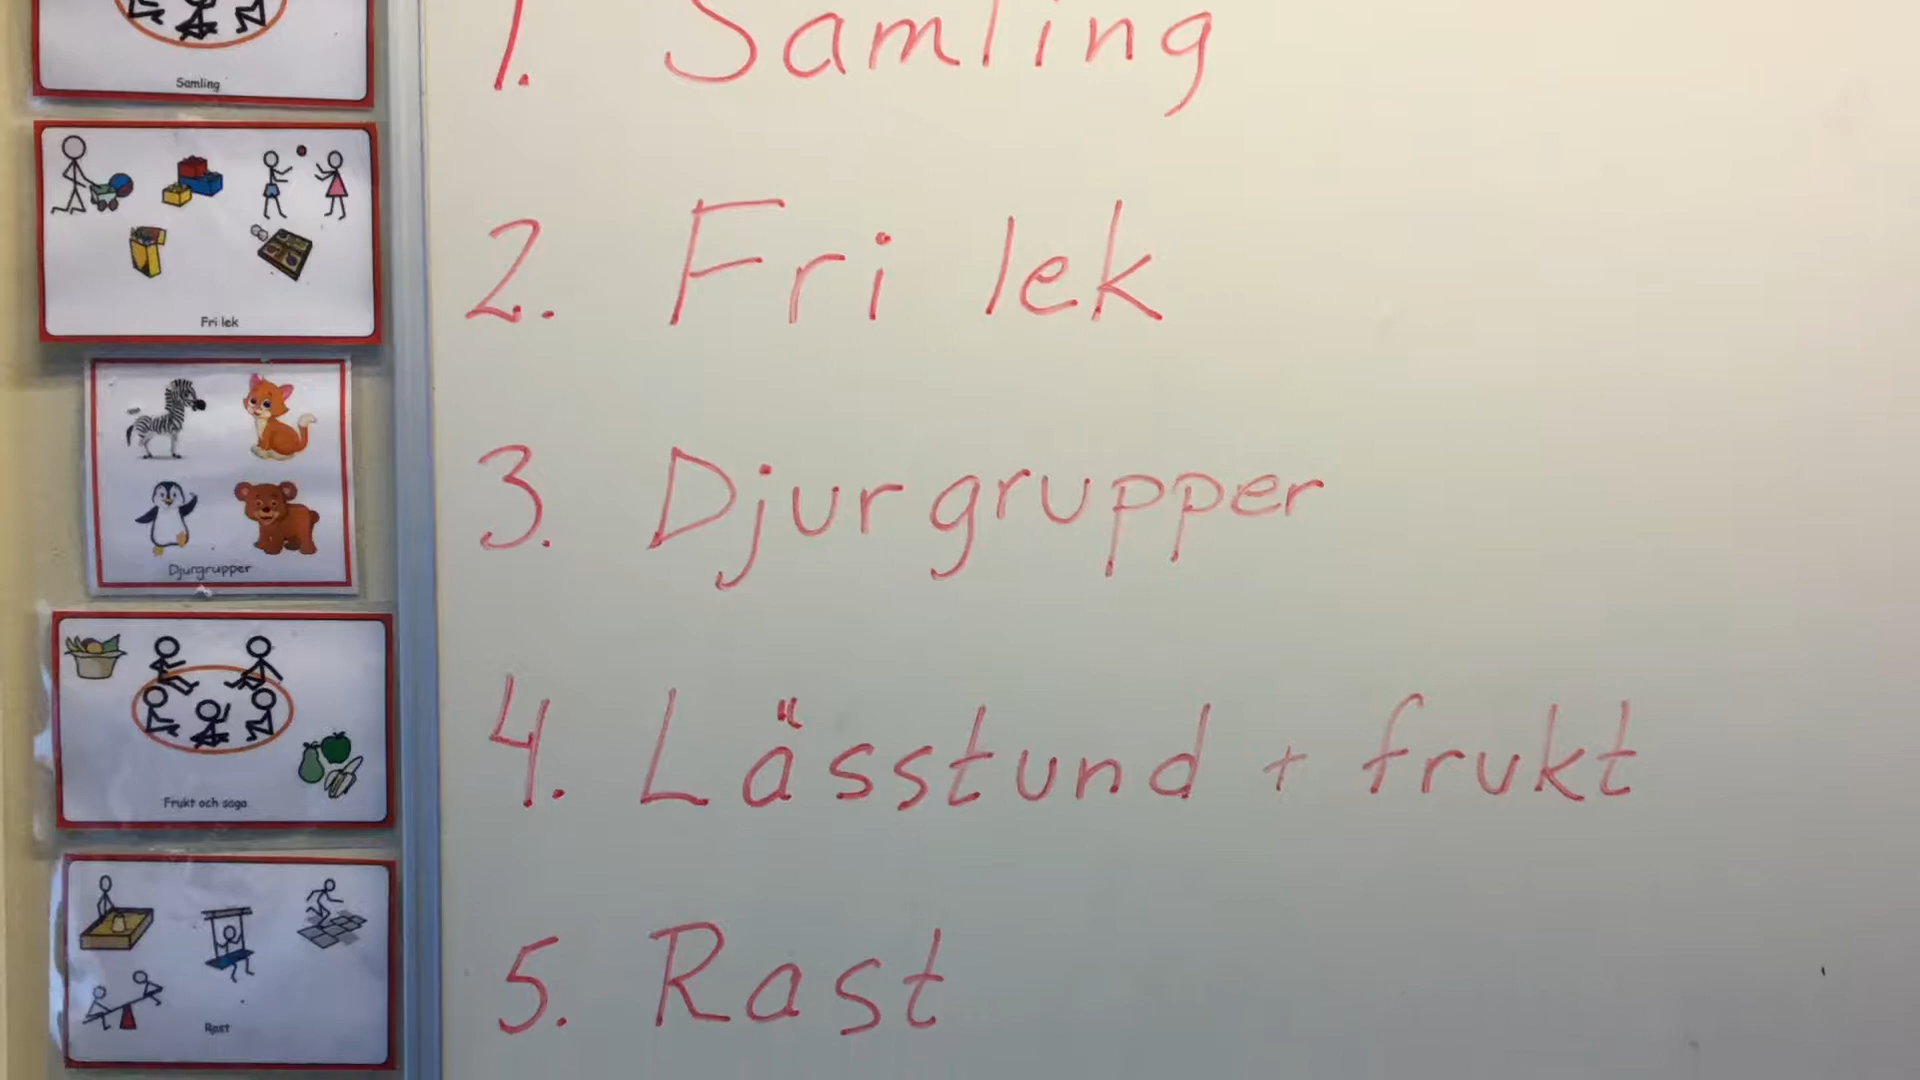 Samling
Fri lek
Djurgrupper
Frukt och saga
Rast
1. Samling
2. Fri lek
3. Djurgrupper
4. Lässtund + frukt
5. Rast